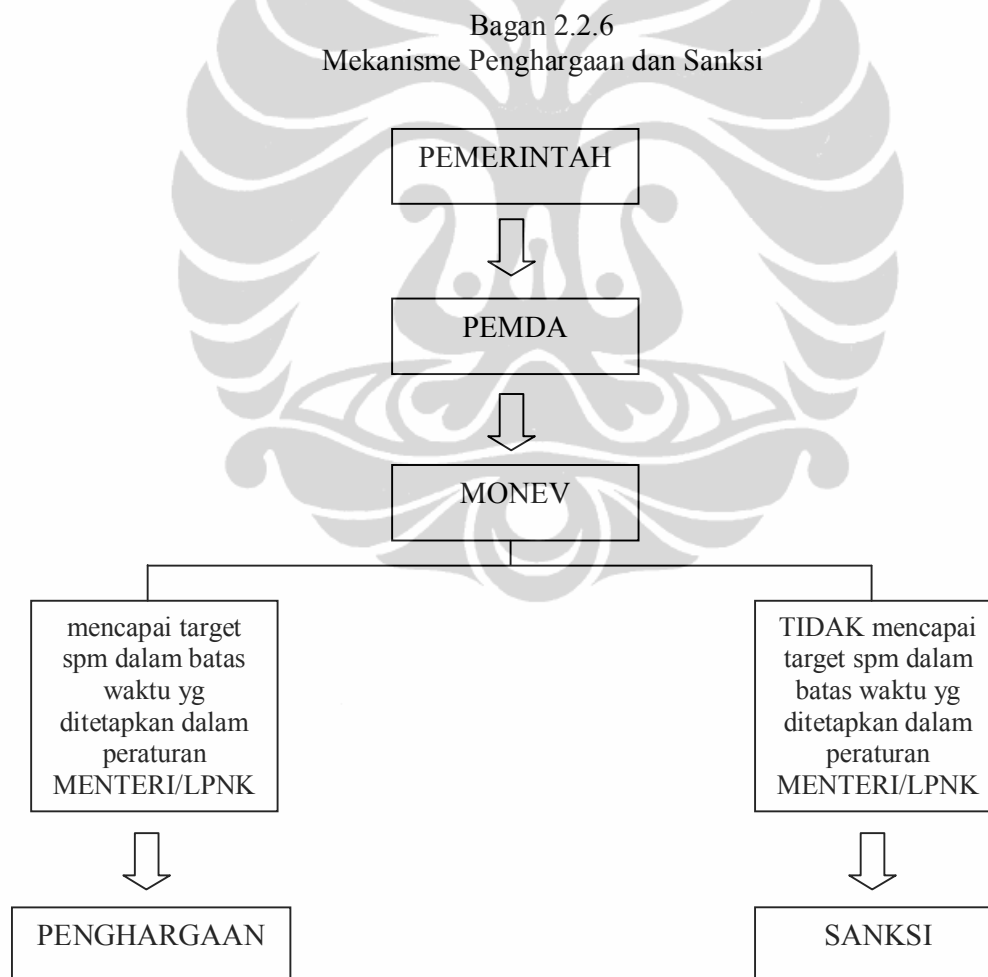 Bagan 2.2.6
Mekanisme Penghargaan dan Sanksi
PEMERINTAH
PEMDA
MONEV
mencapai target
spm dalam batas
waktu yg
ditetapkan dalam
peraturan
MENTERI/LPNK
TIDAK mencapai
target spm dalam
batas waktu yg
ditetapkan dalam
peraturan
MENTERI/LPNK
PENGHARGAAN
SANKSI